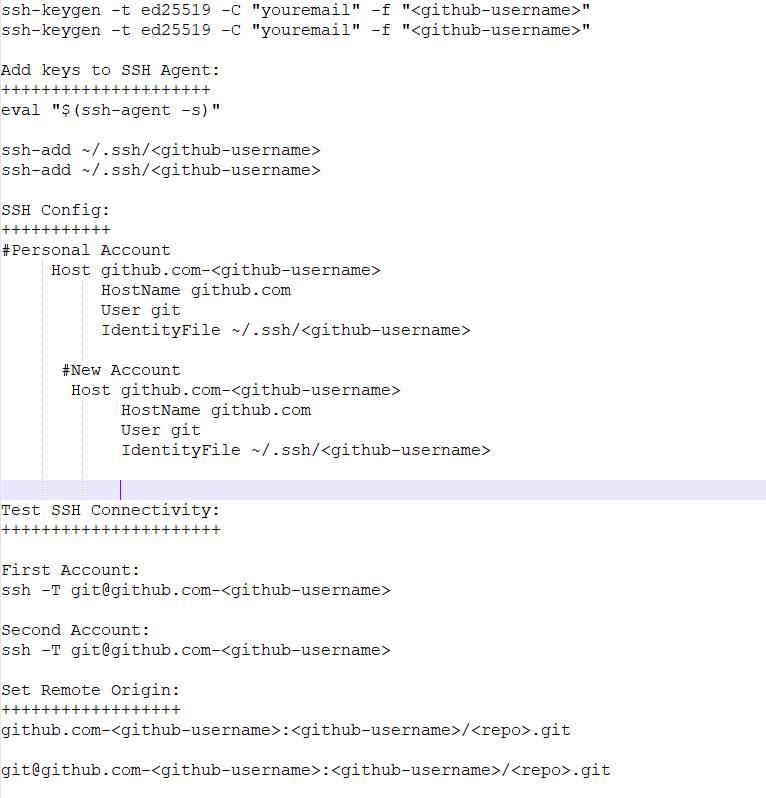 ssh-keygen -t ed25519 -C "youremail" -f "<github-username>"
ssh-keygen -t ed25519 -C "youremail" -f "<github-username>"
Add keys to SSH Agent:
+++++++++++++++++++++
eval "$(ssh-agent -s)"
ssh-add ~/.ssh/<github-username>
ssh-add ~/.ssh/<github-username>
SSH Config:
+++++++++++
#Personal Account
Host github.com-<github-username>
HostName github.com
User git
IdentityFile ~/.ssh/<github-username>
#New Account
Host github.com-<github-username>
HostName github.com
User git
IdentityFile ~/.ssh/<github-username>
Test SSH Connectivity:
++++++++++++++++++++++
First Account:
ssh -T git@github.com-<github-username>
Second Account:
ssh -T git@github.com-<github-username>
Set Remote Origin:
++++++++++++++++++
github.com-<github-username>:<github-username>/<repo>.git
git@github.com-<github-username>:<github-username>/<repo>.git